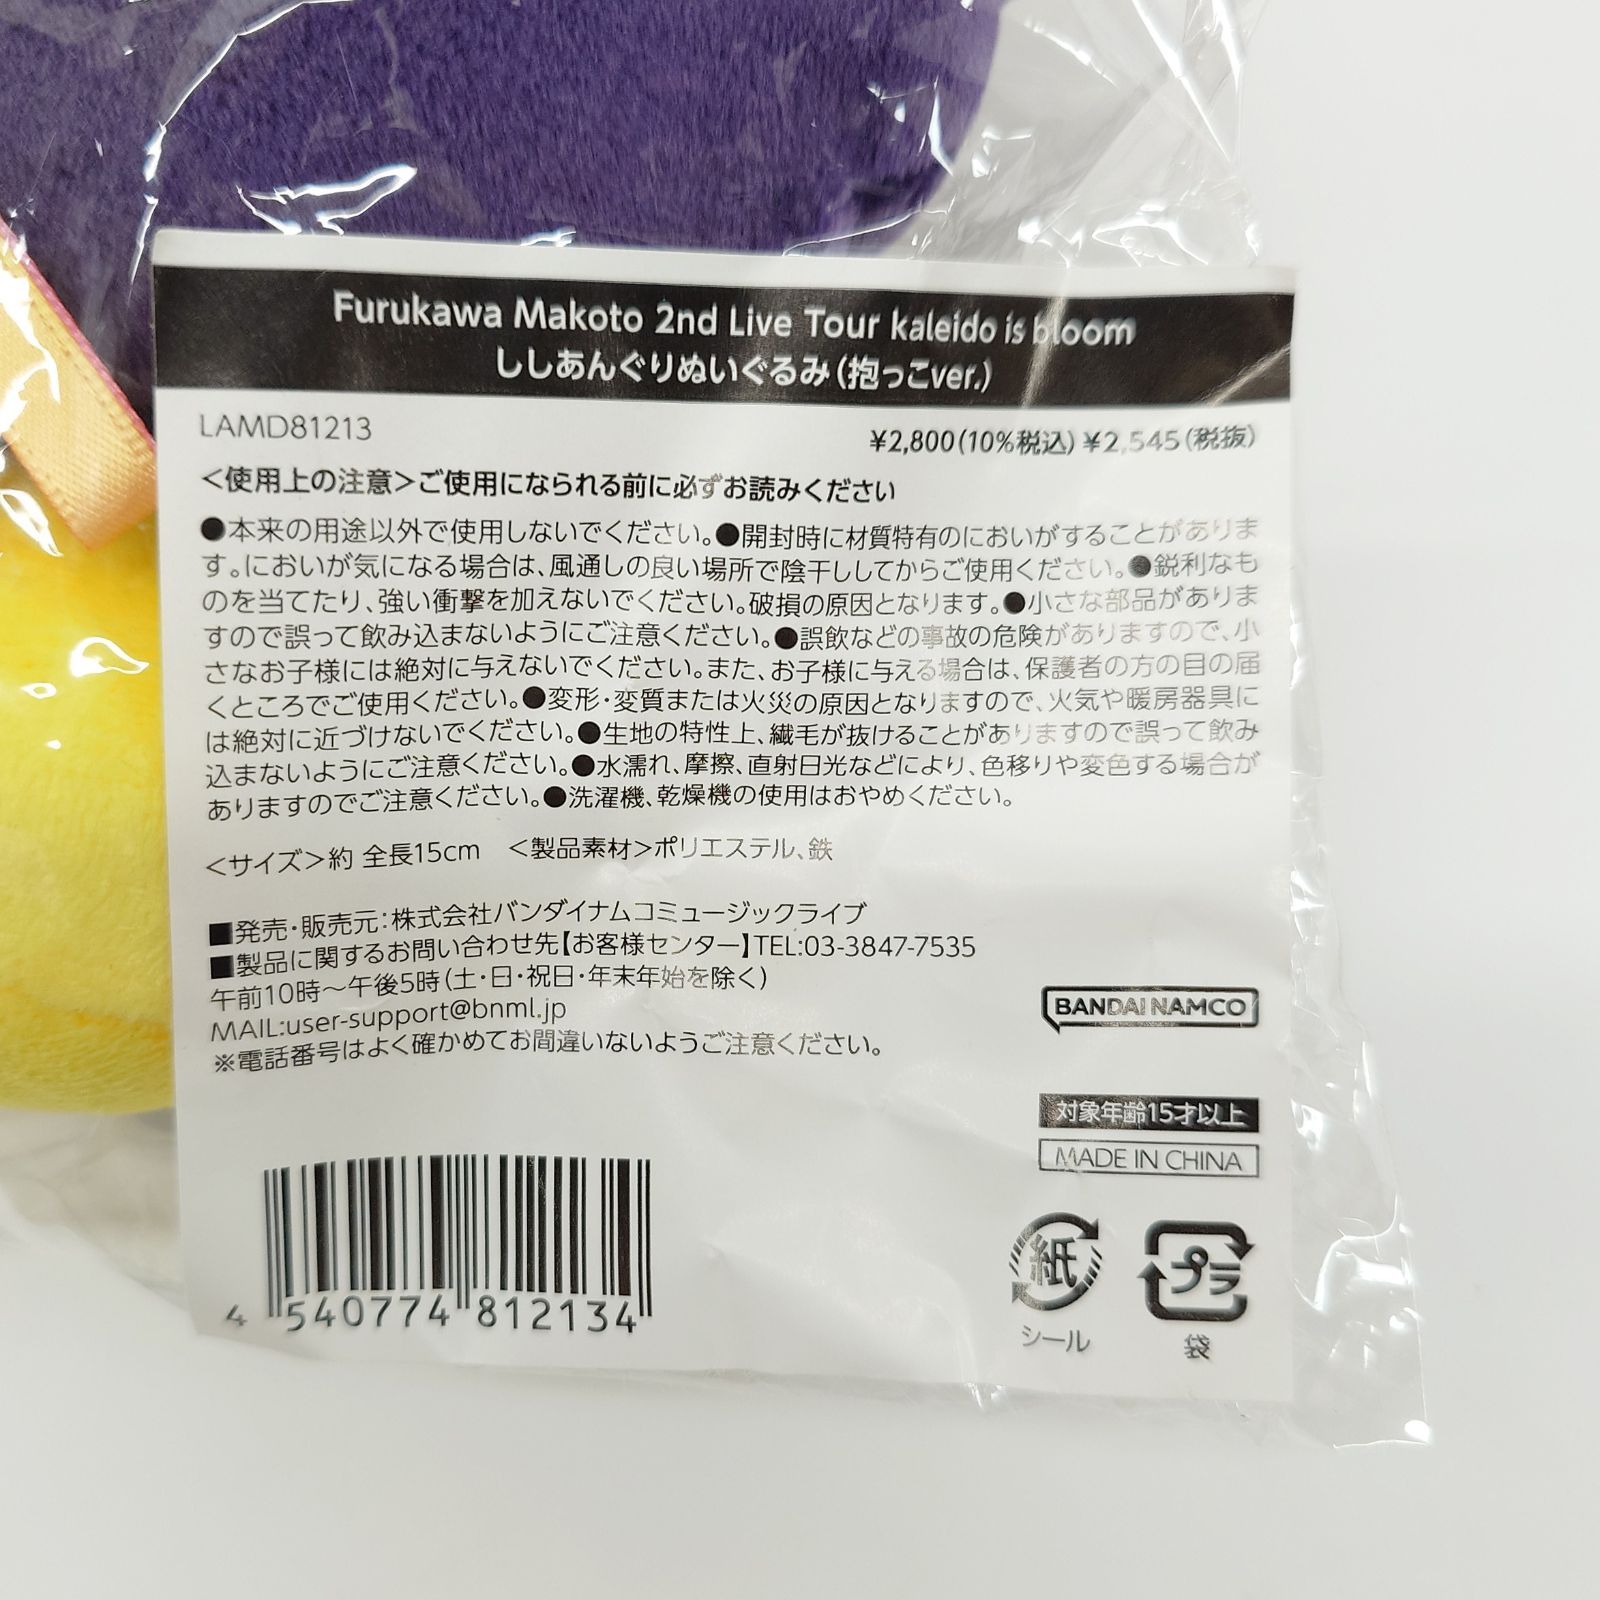 Furukawa Makoto 2nd Live Tour kaleido is bloom
ししあんぐりぬいぐるみ(抱っこver.)
LAMD81213
¥2,800(10%税込)¥2,545(税抜)
<使用上の注意>ご使用になられる前に必ずお読みください
●本来の用途以外で使用しないでください。●開封時に材質特有のにおいがすることがありま
す。においが気になる場合は、風通しの良い場所で陰干ししてからご使用ください。●鋭利なも
のを当てたり、強い衝撃を加えないでください。破損の原因となります。●小さな部品がありま
すので誤って飲み込まないようにご注意ください。●誤飲などの事故の危険がありますので、小
さなお子様には絶対に与えないでください。また、お子様に与える場合は、保護者の方の目の届
くところでご使用ください。●変形・変質または火災の原因となりますので、火気や暖房器具に
は絶対に近づけないでください。●生地の特性上、繊毛が抜けることがありますので誤って飲み
込まないようにご注意ください。●水濡れ、摩擦、直射日光などにより、色移りや変色する場合が
ありますのでご注意ください。●洗濯機、乾燥機の使用はおやめください。
<サイズ>約 全長15cm <製品素材>ポリエステル、鉄
■発売・販売元:株式会社バンダイナムコミュージックライブ
■製品に関するお問い合わせ先【お客様センター】TEL:03-3847-7535
午前10時～午後5時(土・日・祝日・年末年始を除く)
MAIL:user-support@bnml.jp
※電話番号はよく確かめてお間違いないようご注意ください。
BANDAI NAMCO
対象年齢15才以上
MADE IN CHINA
紙
シール
プラ
袋
4 540774 812134